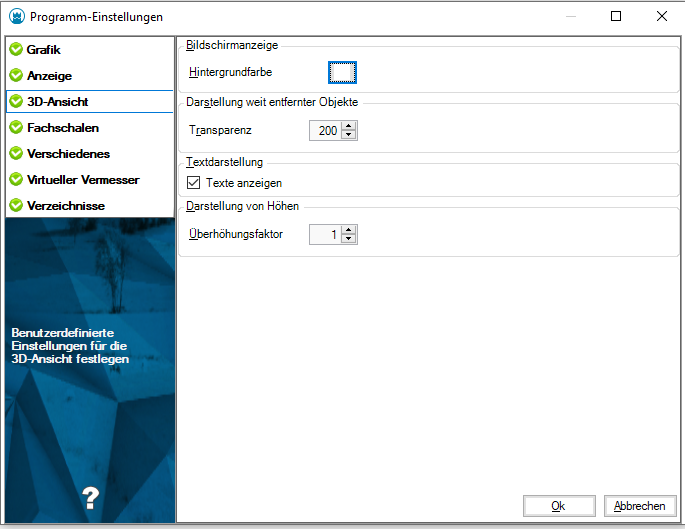 Programm-Einstellungen
Grafik
Anzeige
3D-Ansicht
Fachschalen
Verschiedenes
Virtueller Vermesser
Verzeichnisse
Benutzerdefinierte
Einstellungen für die
3D-Ansicht festlegen
?
Bildschirmanzeige
Hintergrundfarbe
Darstellung weit entfernter Objekte
Transparenz 200
Textdarstellung
Texte anzeigen
Darstellung von Höhen
Überhöhungsfaktor 1
Ok Abbrechen